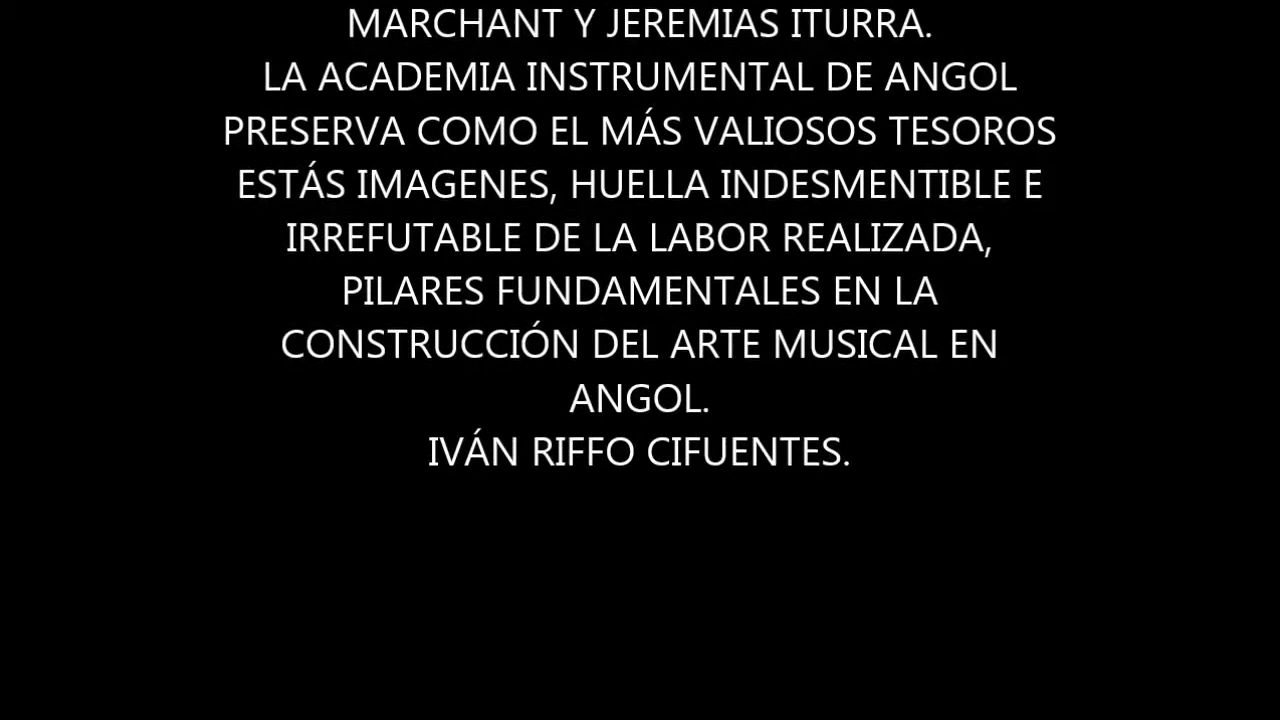 MARCHANT Y JEREMIAS ITURRA.
LA ACADEMIA INSTRUMENTAL DE ANGOL
PRESERVA COMO EL MÁS VALIOSOS TESOROS
ESTÁS IMAGENES, HUELLA INDESMENTIBLE E
IRREFUTABLE DE LA LABOR REALIZADA,
PILARES FUNDAMENTALES EN LA
CONSTRUCCIÓN DEL ARTE MUSICAL EN
ANGOL.
IVÁN RIFFO CIFUENTES.